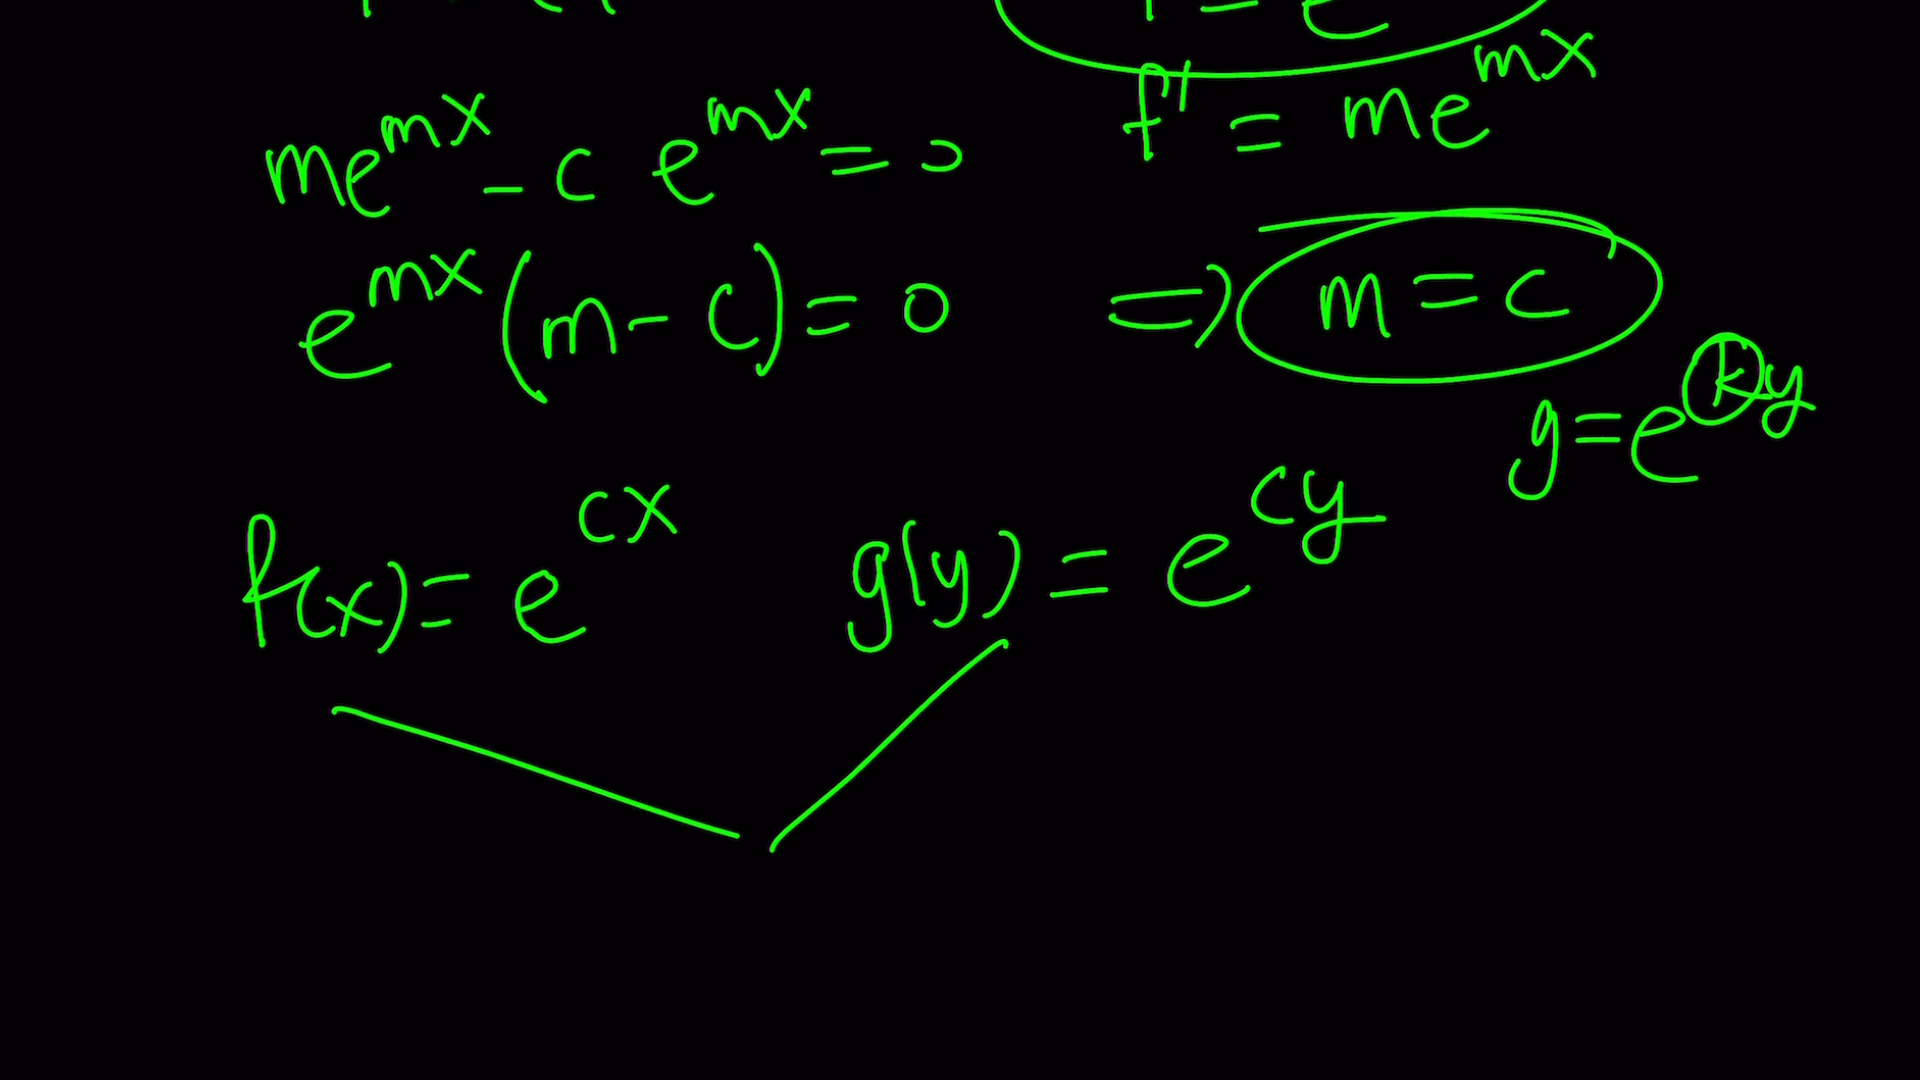 f' = me^{mx}
me^{mx} - c e^{mx} = 0
e^{mx}(m - c) = 0 ⇒ m = c
g = e^{ky}
f(x) = e^{cx} g(y) = e^{cy}